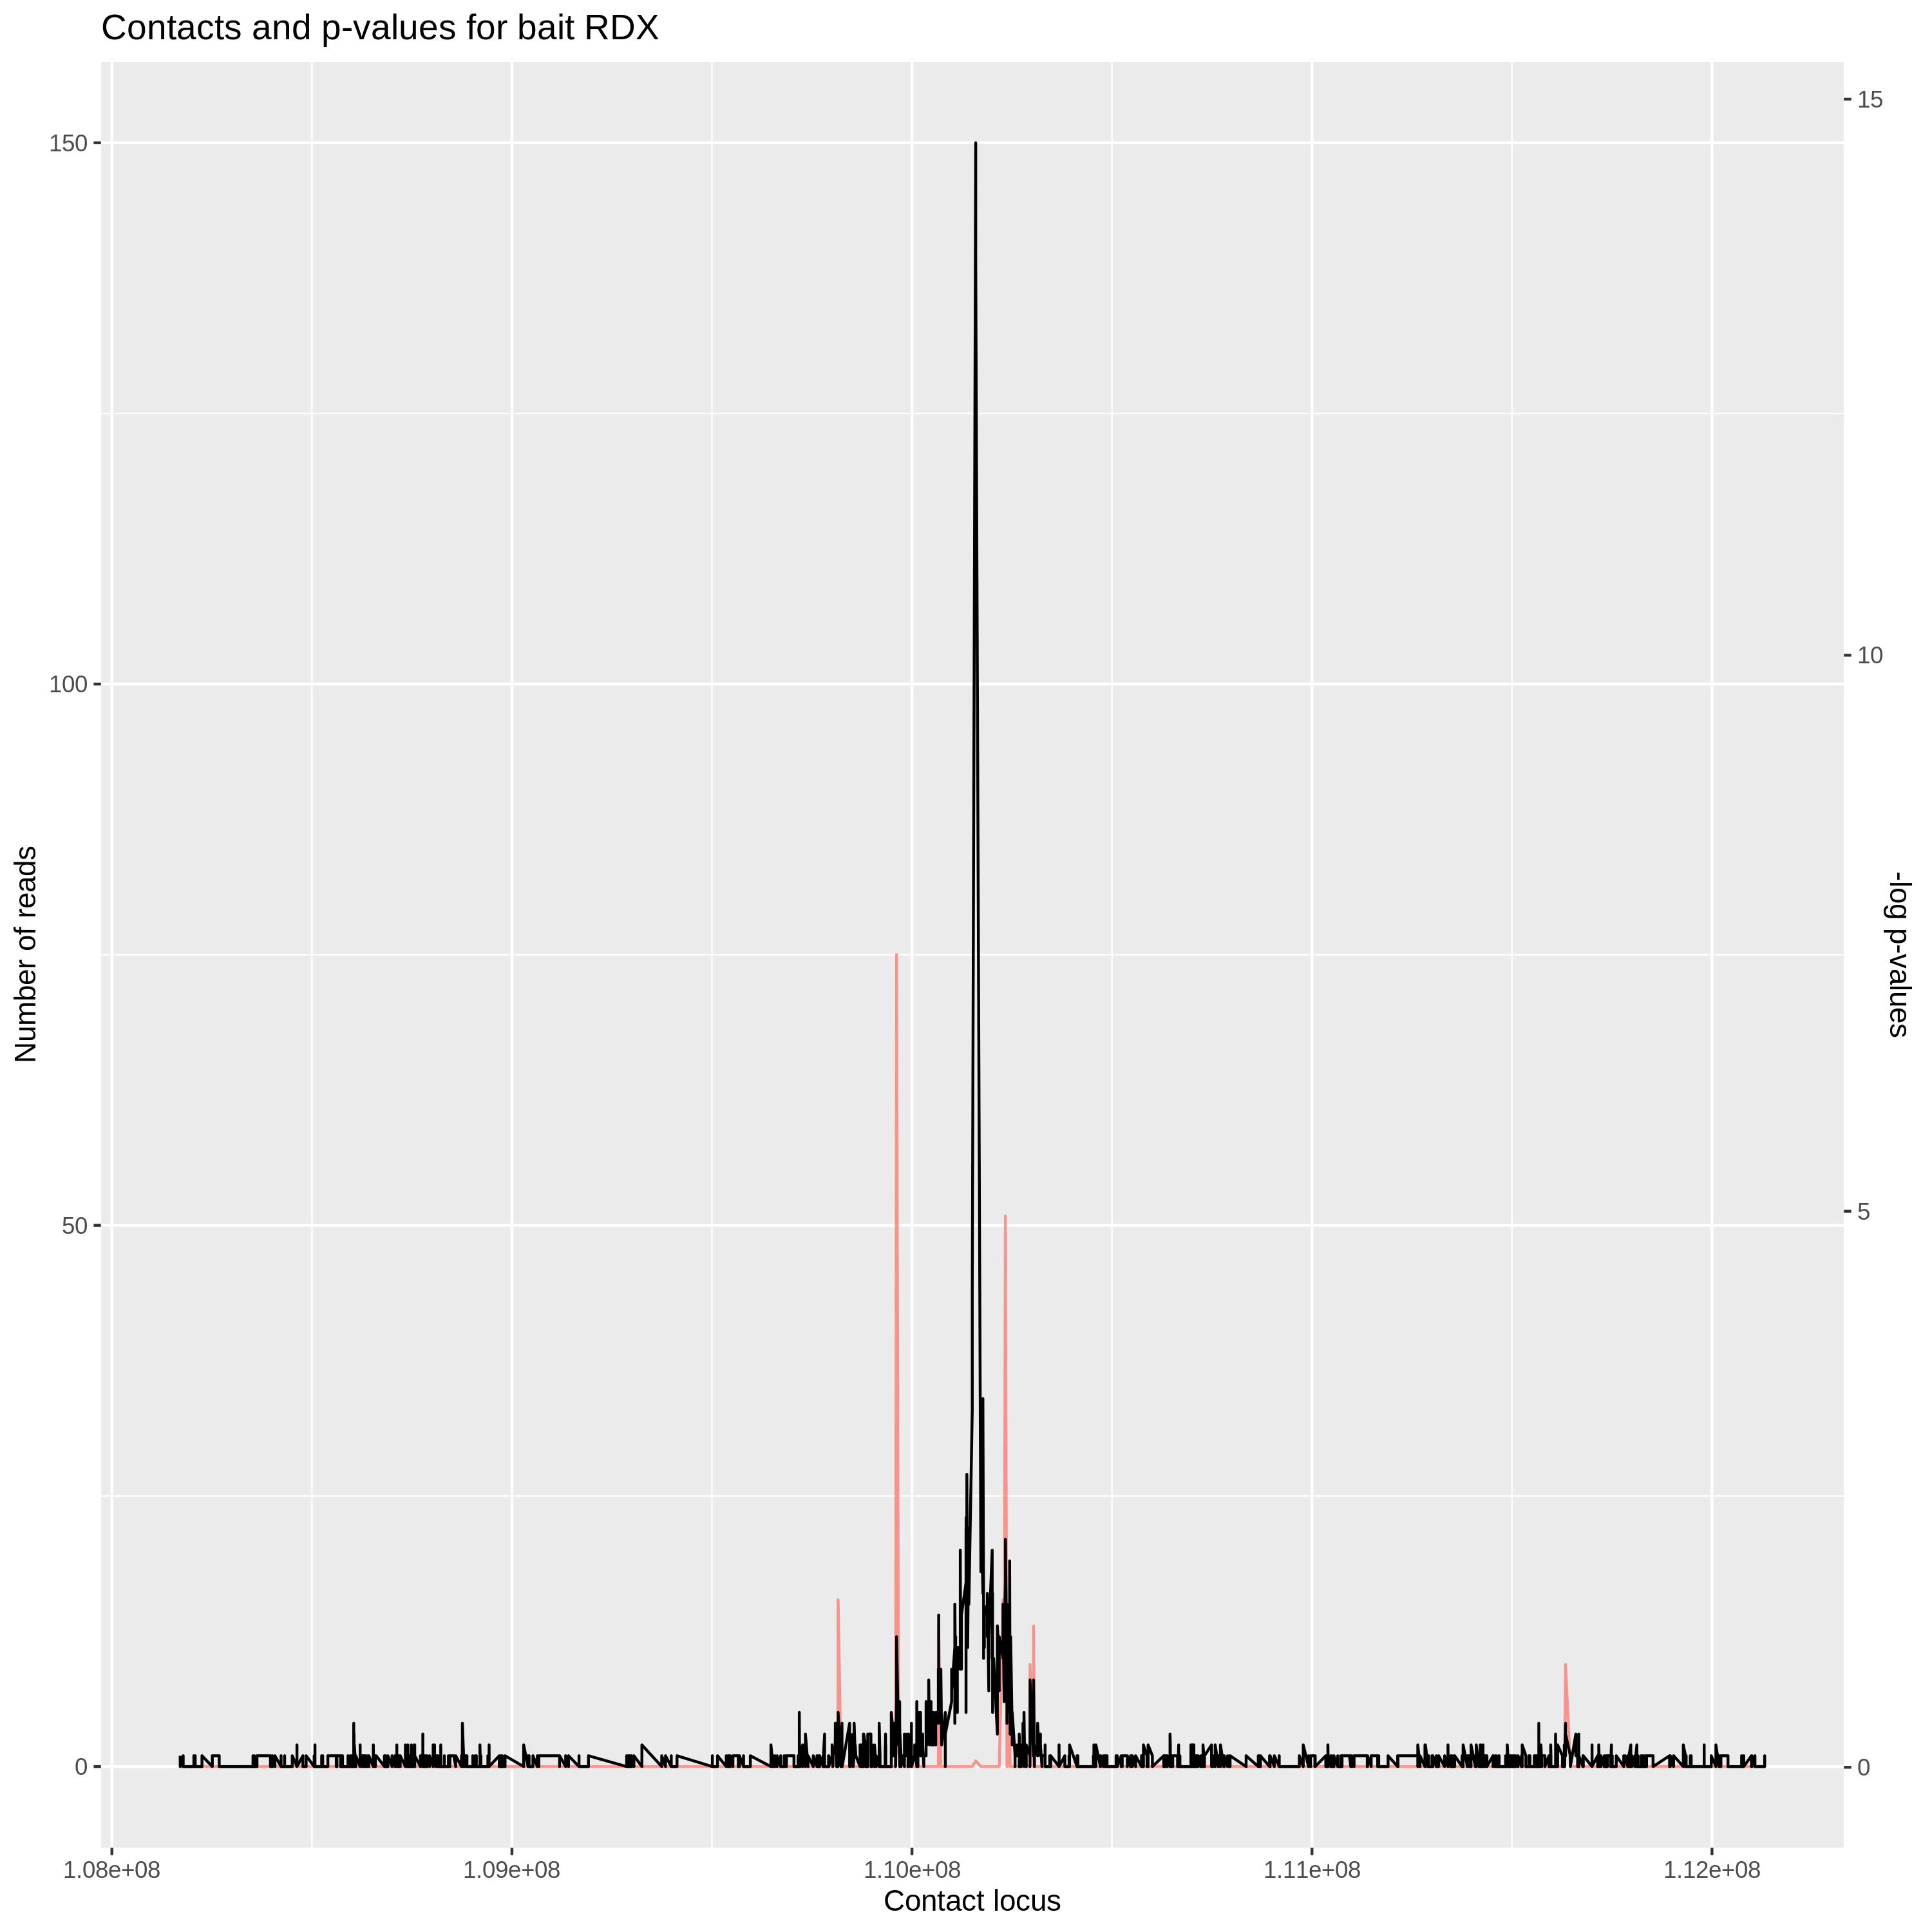 Contacts and p-values for bait RDX
150
100
50
0
Number of reads
15
10
5
0
-log p-values
1.08e+08
1.09e+08
1.10e+08
1.11e+08
1.12e+08
Contact locus